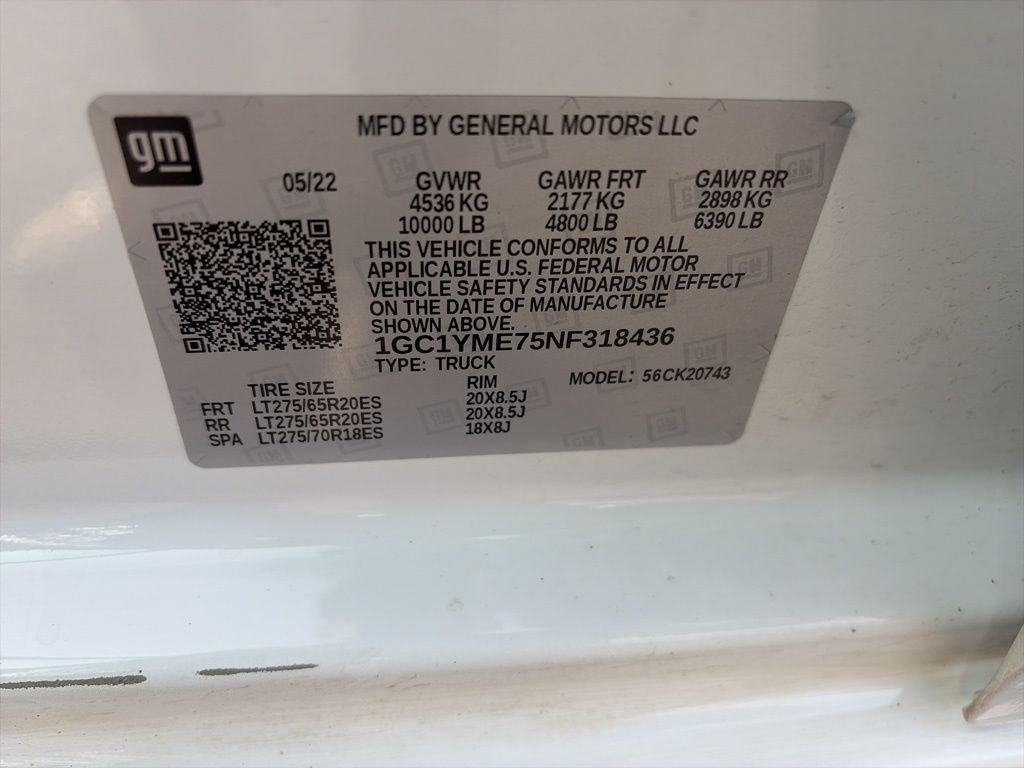 gm
MFD BY GENERAL MOTORS LLC
05/22 GVWR GAWR FRT GAWR RR
4536 KG 2177 KG 2898 KG
10000 LB 4800 LB 6390 LB
THIS VEHICLE CONFORMS TO ALL
APPLICABLE U.S. FEDERAL MOTOR
VEHICLE SAFETY STANDARDS IN EFFECT
ON THE DATE OF MANUFACTURE
SHOWN ABOVE.
1GC1YME75NF318436
TYPE: TRUCK
MODEL: 56CK20743
TIRE SIZE RIM
FRT LT275/65R20ES 20X8.5J
RR LT275/65R20ES 20X8.5J
SPA LT275/70R18ES 18X8J